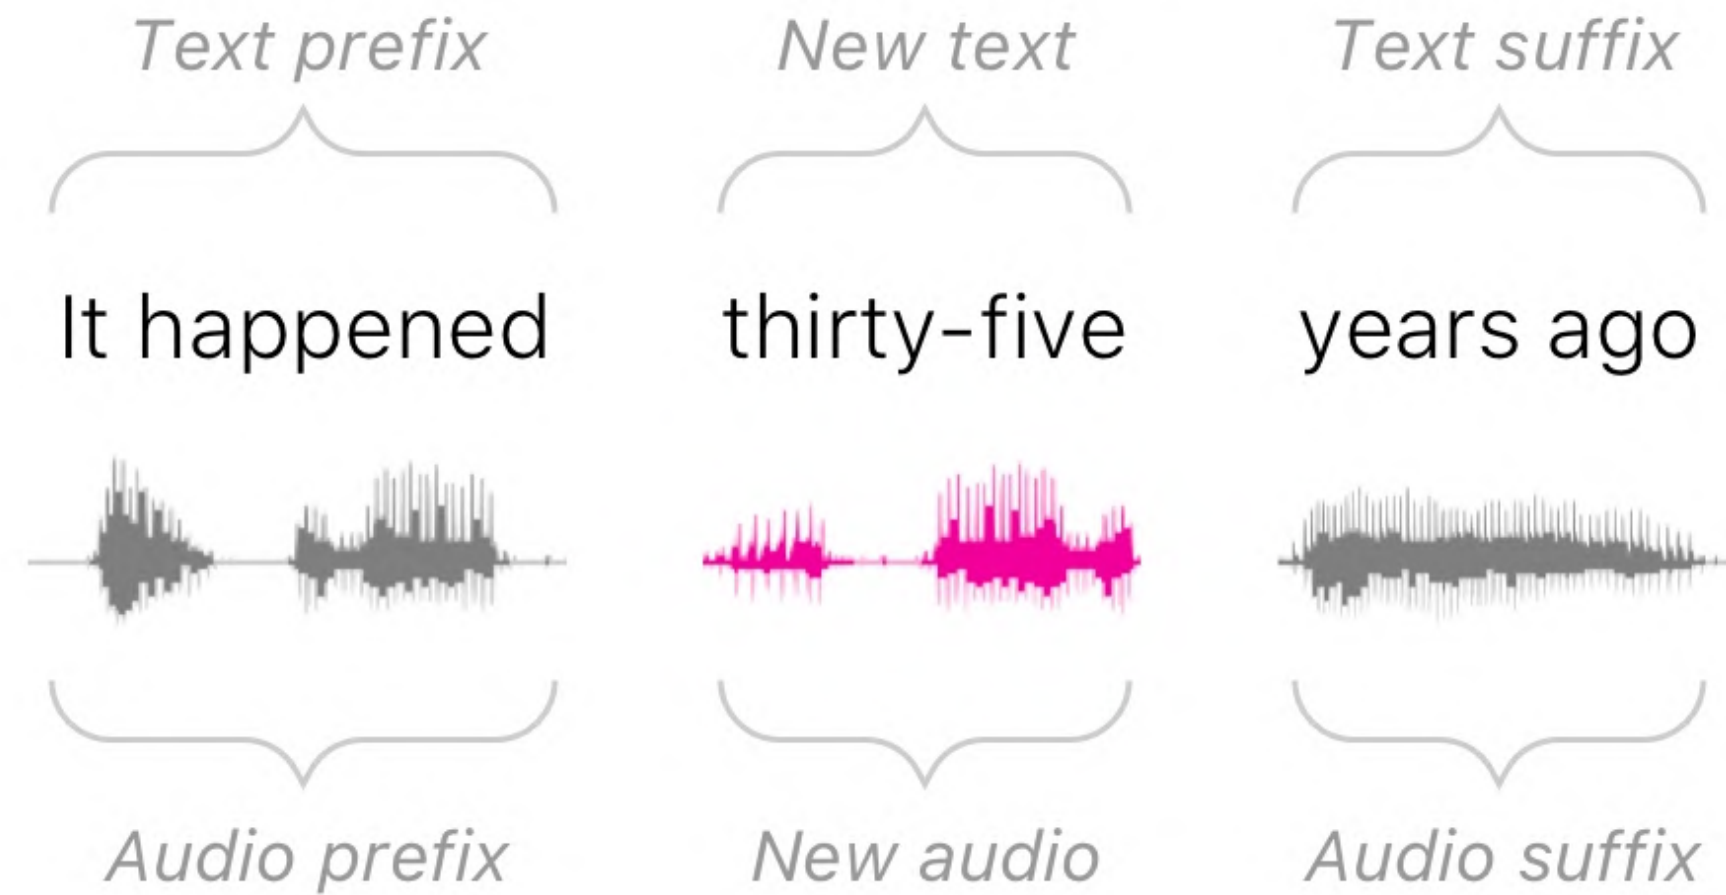 Text prefix New text Text suffix
It happened thirty-five years ago
Audio prefix New audio Audio suffix